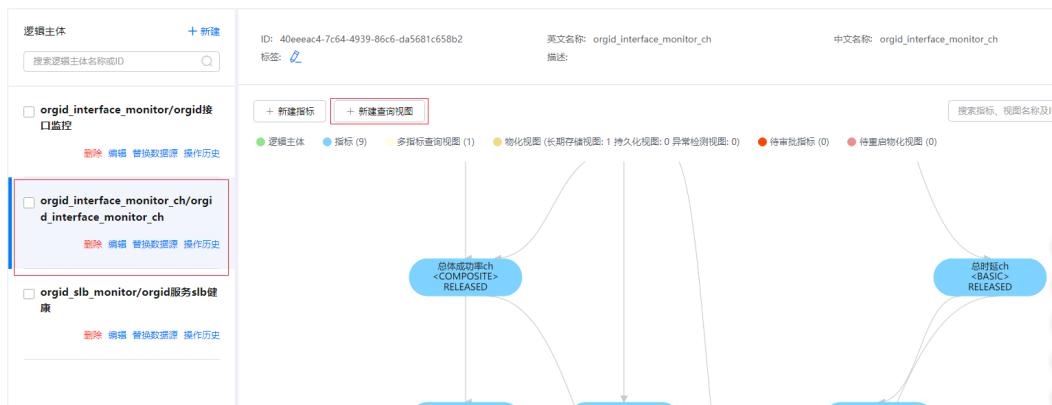 逻辑主体
+ 新建
搜索逻辑主体名称或ID
orgid_interface_monitor/orgid接
口监控
删除 编辑 替换数据源 操作历史
orgid_interface_monitor_ch/orgi
d_interface_monitor_ch
删除 编辑 替换数据源 操作历史
orgid_slb_monitor/orgid服务slb健
康
删除 编辑 替换数据源 操作历史
ID: 40eeeac4-7c64-4939-86c6-da5681c658b2
英文名称: orgid_interface_monitor_ch
中文名称: orgid_interface_monitor_ch
标签:
描述:
+ 新建指标
+ 新建查询视图
搜索指标、视图名称及I
逻辑主体
指标 (9)
多指标查询视图 (1)
物化视图 (长期存储视图: 1 持久化视图: 0 异常检测视图: 0)
待审批指标 (0)
待重启物化视图 (0)
总体成功率ch
<COMPOSITE>
RELEASED
总时延ch
<BASIC>
RELEASED